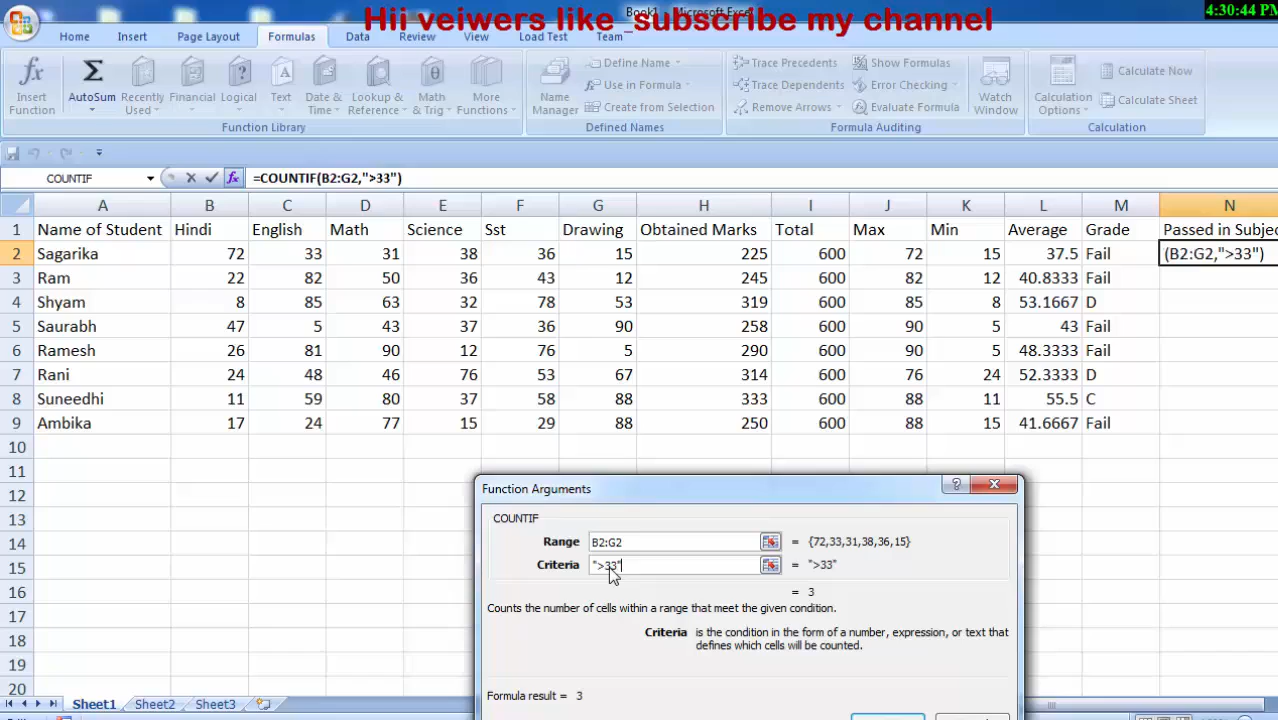 Book1 - Microsoft Excel
Hii veiwers like _subscribe my channel
4:30:44 PM
Home Insert Page Layout Formulas Data Review View Load Test Team
Insert Function
AutoSum
Recently Used
Financial
Logical
Text
Date & Time
Lookup & Reference
Math & Trig
More Functions
Function Library
Name Manager
Define Name
Use in Formula
Create from Selection
Defined Names
Trace Precedents
Trace Dependents
Remove Arrows
Show Formulas
Error Checking
Evaluate Formula
Formula Auditing
Watch Window
Calculation Options
Calculate Now
Calculate Sheet
Calculation
COUNTIF fx =COUNTIF(B2:G2,">33")
A B C D E F G H I J K L M N
1 Name of Student Hindi English Math Science Sst Drawing Obtained Marks Total Max Min Average Grade Passed in Subjec
2 Sagarika 72 33 31 38 36 15 225 600 72 15 37.5 Fail (B2:G2,">33")
3 Ram 22 82 50 36 43 12 245 600 82 12 40.8333 Fail
4 Shyam 8 85 63 32 78 53 319 600 85 8 53.1667 D
5 Saurabh 47 5 43 37 36 90 258 600 90 5 43 Fail
6 Ramesh 26 81 90 12 76 5 290 600 90 5 48.3333 Fail
7 Rani 24 48 46 76 53 67 314 600 76 24 52.3333 D
8 Suneedhi 11 59 80 37 58 88 333 600 88 11 55.5 C
9 Ambika 17 24 77 15 29 88 250 600 88 15 41.6667 Fail
10
11
12
13
14
15
16
17
18
19
20
Function Arguments
COUNTIF
Range B2:G2 = {72,33,31,38,36,15}
Criteria ">33" = ">33"
= 3
Counts the number of cells within a range that meet the given condition.
Criteria is the condition in the form of a number, expression, or text that
defines which cells will be counted.
Formula result = 3
Sheet1 Sheet2 Sheet3